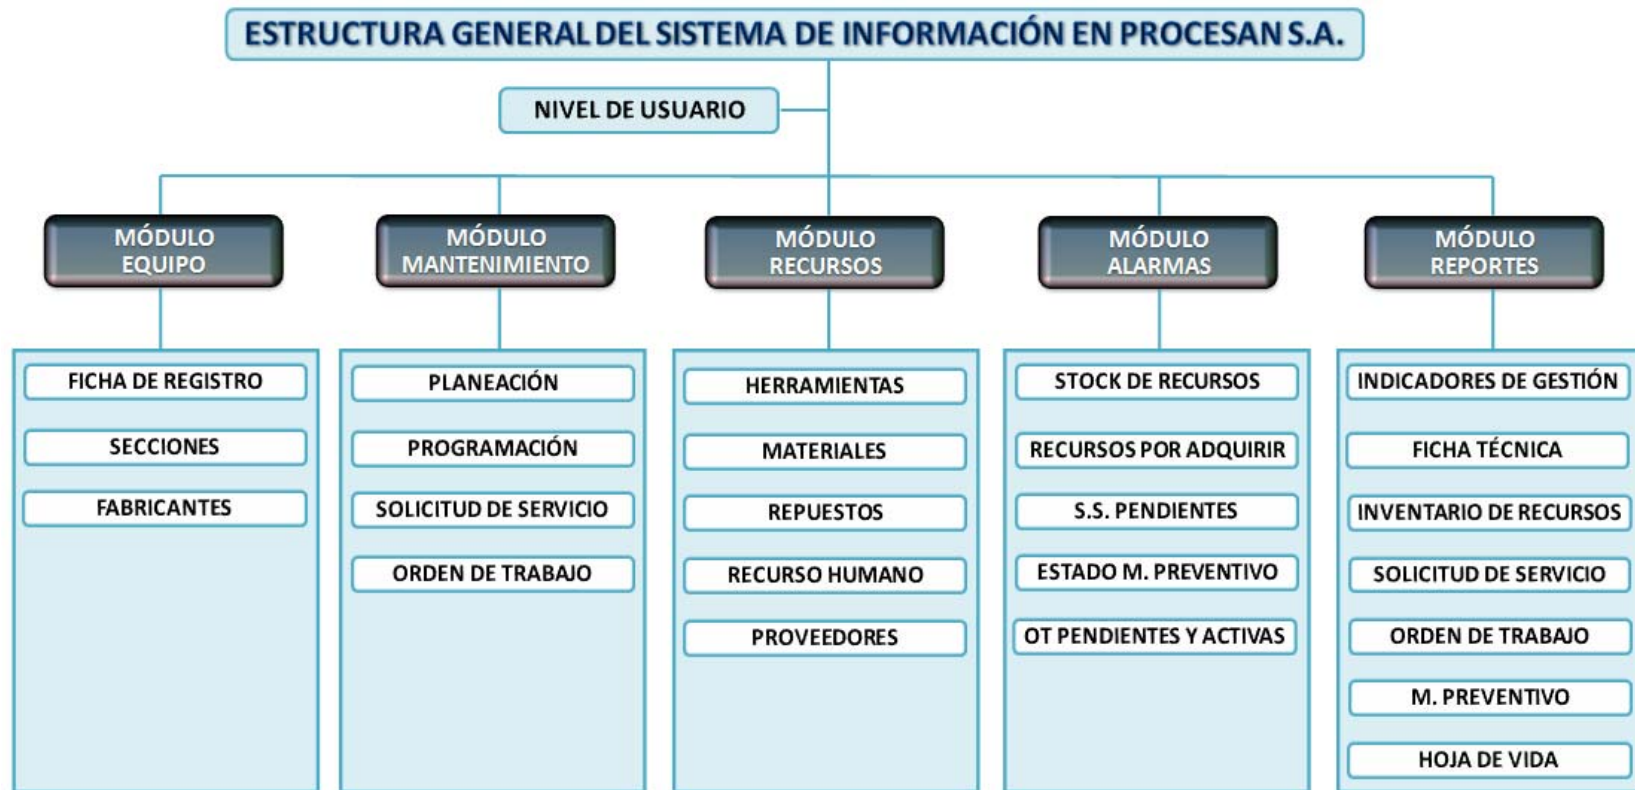 ESTRUCTURA GENERAL DEL SISTEMA DE INFORMACIÓN EN PROCESAN S.A.
NIVEL DE USUARIO
MÓDULO
EQUIPO
FICHA DE REGISTRO
SECCIONES
FABRICANTES
MÓDULO
MANTENIMIENTO
PLANEACIÓN
PROGRAMACIÓN
SOLICITUD DE SERVICIO
ORDEN DE TRABAJO
MÓDULO
RECURSOS
HERRAMIENTAS
MATERIALES
REPUESTOS
RECURSO HUMANO
PROVEEDORES
MÓDULO
ALARMAS
STOCK DE RECURSOS
RECURSOS POR ADQUIRIR
S.S. PENDIENTES
ESTADO M. PREVENTIVO
OT PENDIENTES Y ACTIVAS
MÓDULO
REPORTES
INDICADORES DE GESTIÓN
FICHA TÉCNICA
INVENTARIO DE RECURSOS
SOLICITUD DE SERVICIO
ORDEN DE TRABAJO
M. PREVENTIVO
HOJA DE VIDA